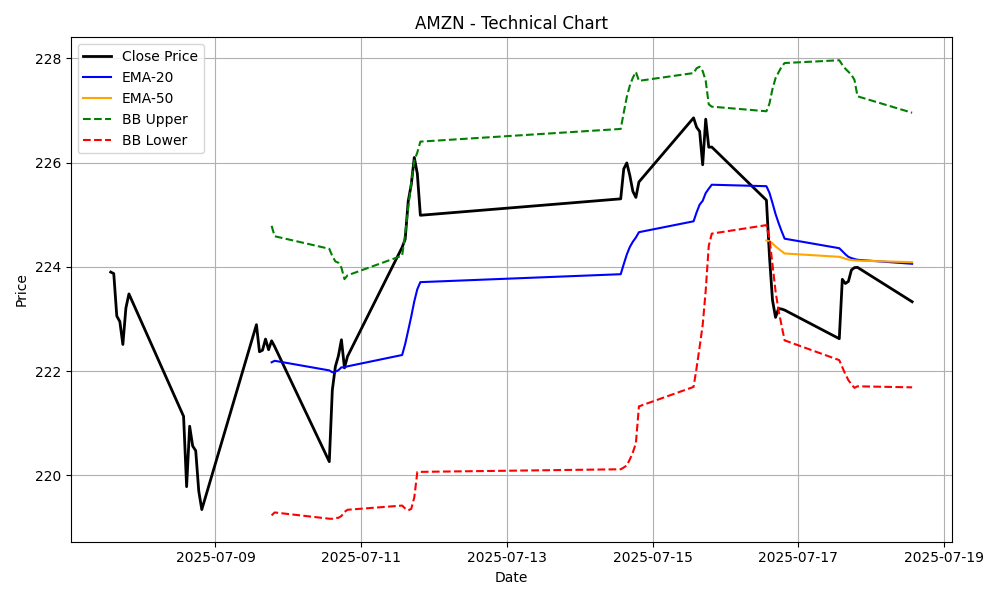 AMZN - Technical Chart
Close Price
EMA-20
EMA-50
BB Upper
BB Lower
Price
228
226
224
222
220
2025-07-09
2025-07-11
2025-07-13
2025-07-15
2025-07-17
2025-07-19
Date